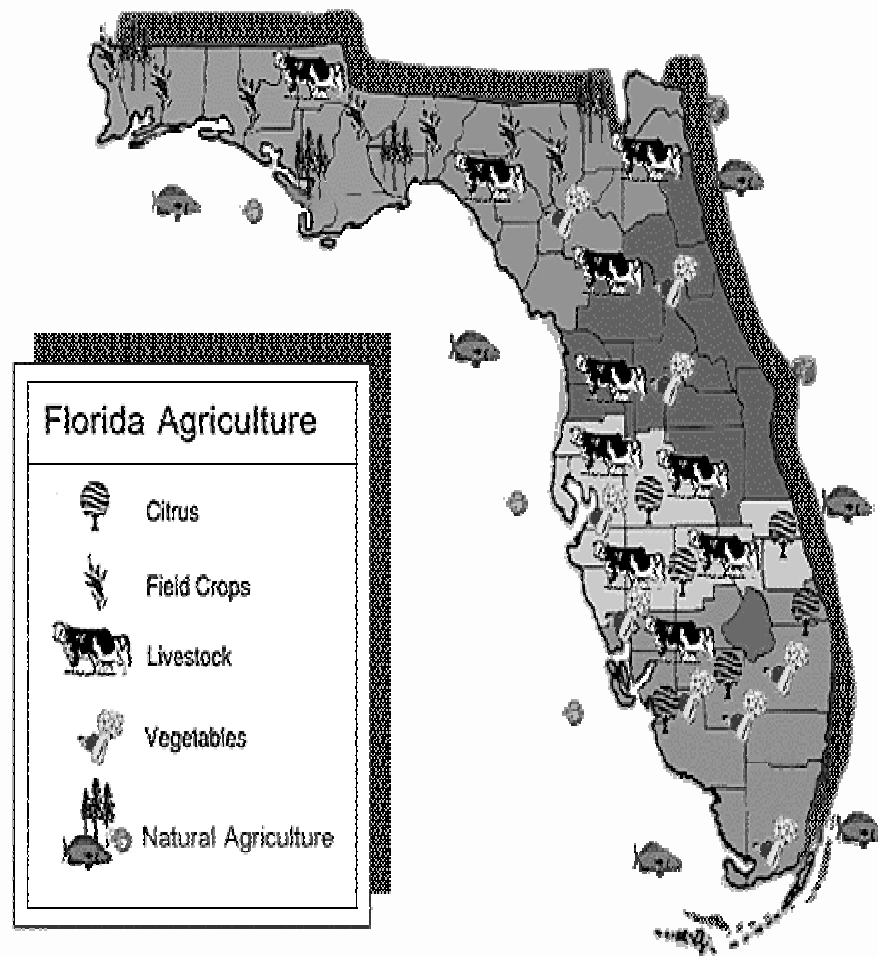 Florida Agriculture
Citrus
Field Crops
Livestock
Vegetables
Natural Agriculture